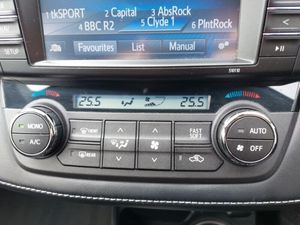 1 tkSPORT 2 Capital 3 AbsRock
4 BBC R2 5 Clyde 1 6 PlntRock
Favourites List Manual
SETUP
25.5 25.5
MONO FRONT FAST SOFT AUTO
A/C REAR OFF